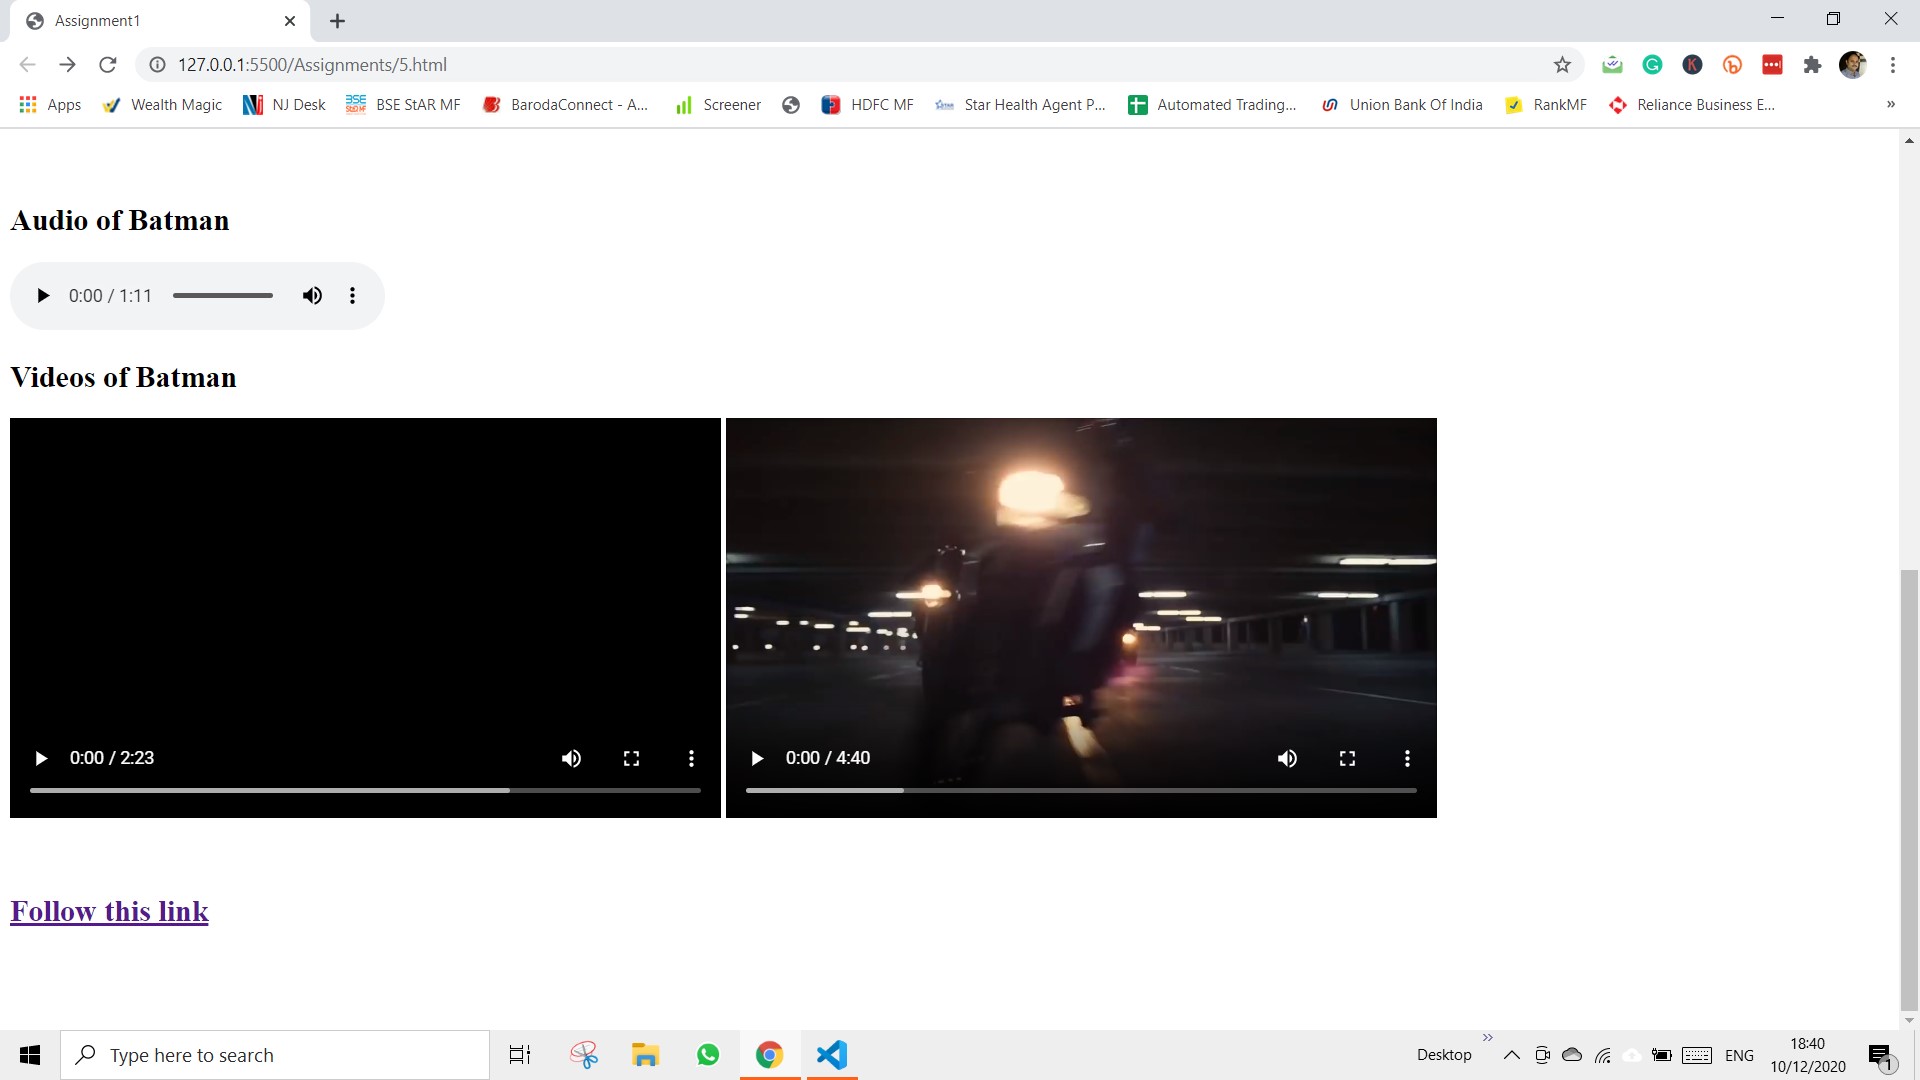 Assignment1
127.0.0.1:5500/Assignments/5.html
Apps Wealth Magic NJ Desk BSE StAR MF BarodaConnect - A... Screener HDFC MF Star Health Agent P... Automated Trading... Union Bank Of India RankMF Reliance Business E... »
Audio of Batman
0:00 / 1:11
Videos of Batman
0:00 / 2:23 0:00 / 4:40
Follow this link
Type here to search
Desktop » ENG
18:40
10/12/2020
1